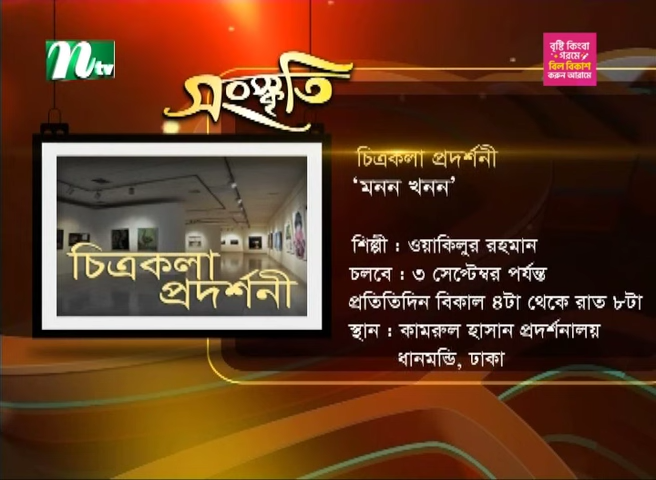 ntv
সংস্কৃতি
বৃষ্টি কিংবা
গরমে
বিল বিকাশ
করুন আরামে
চিত্রকলা
প্রদর্শনী
চিত্রকলা প্রদর্শনী
‘মনন খনন’
শিল্পী : ওয়াকিলুর রহমান
চলবে : ৩ সেপ্টেম্বর পর্যন্ত
প্রতিতিদিন বিকাল ৪টা থেকে রাত ৮টা
স্থান : কামরুল হাসান প্রদর্শনালয়
ধানমন্ডি, ঢাকা